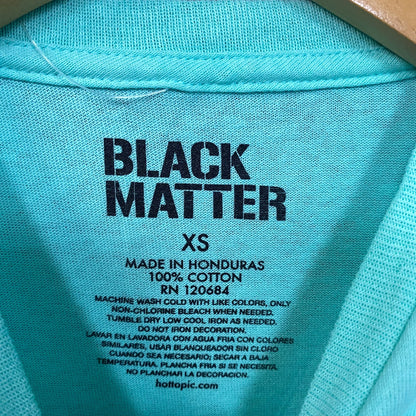 BLACK
MATTER
XS
MADE IN HONDURAS
100% COTTON
RN 120684
MACHINE WASH COLD WITH LIKE COLORS, ONLY
NON-CHLORINE BLEACH WHEN NEEDED.
TUMBLE DRY LOW COOL IRON AS NEEDED.
DO NOT IRON DECORATION.
LAVAR EN LAVADORA CON AGUA FRIA CON COLORES
SIMILARES, USAR BLANQUEADOR SIN CLORO
CUANDO SEA NECESARIO; SECAR A BAJA
TEMPERATURA. PLANCHA FRIA SI SE NECESITA,
NO PLANCHAR LA DECORACION.
hottopic.com